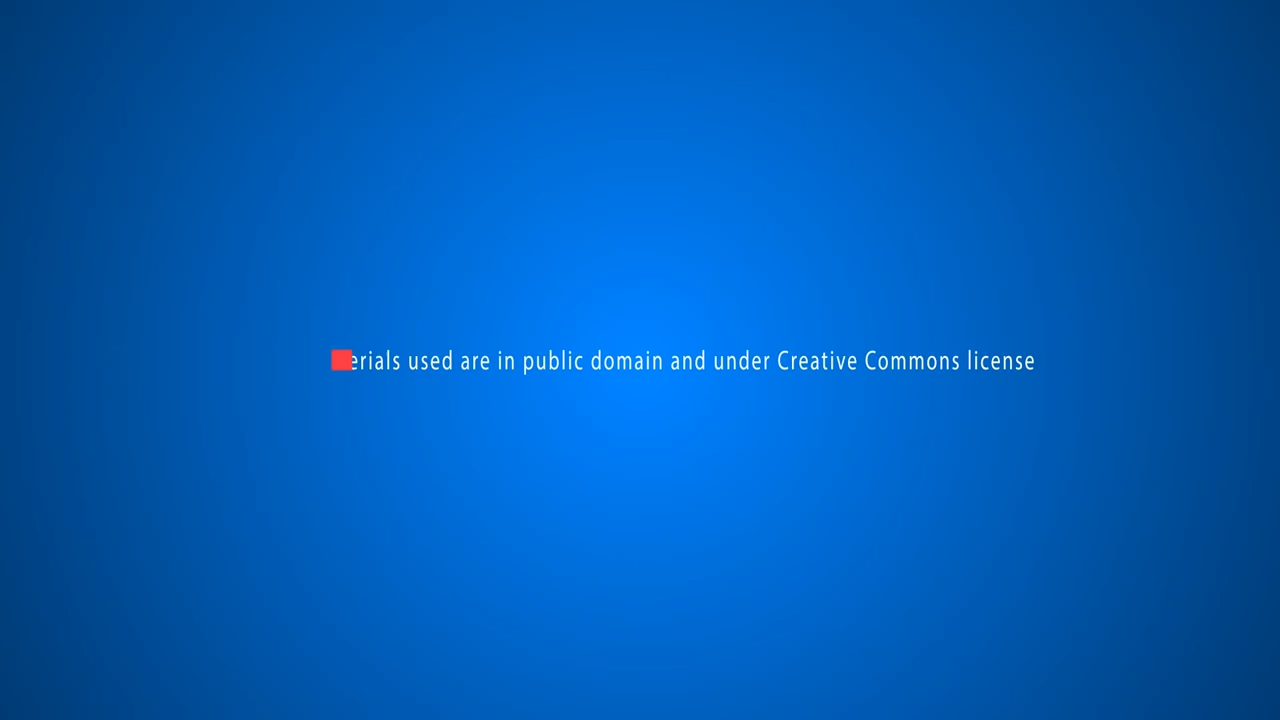 erials used are in public domain and under Creative Commons license